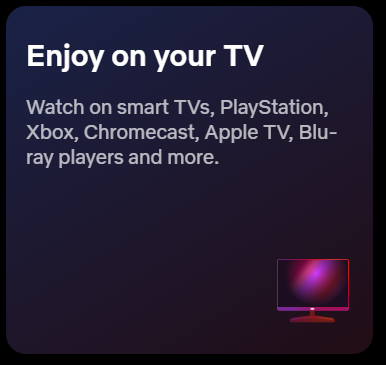 Enjoy on your TV
Watch on smart TVs, PlayStation,
Xbox, Chromecast, Apple TV, Blu-
ray players and more.